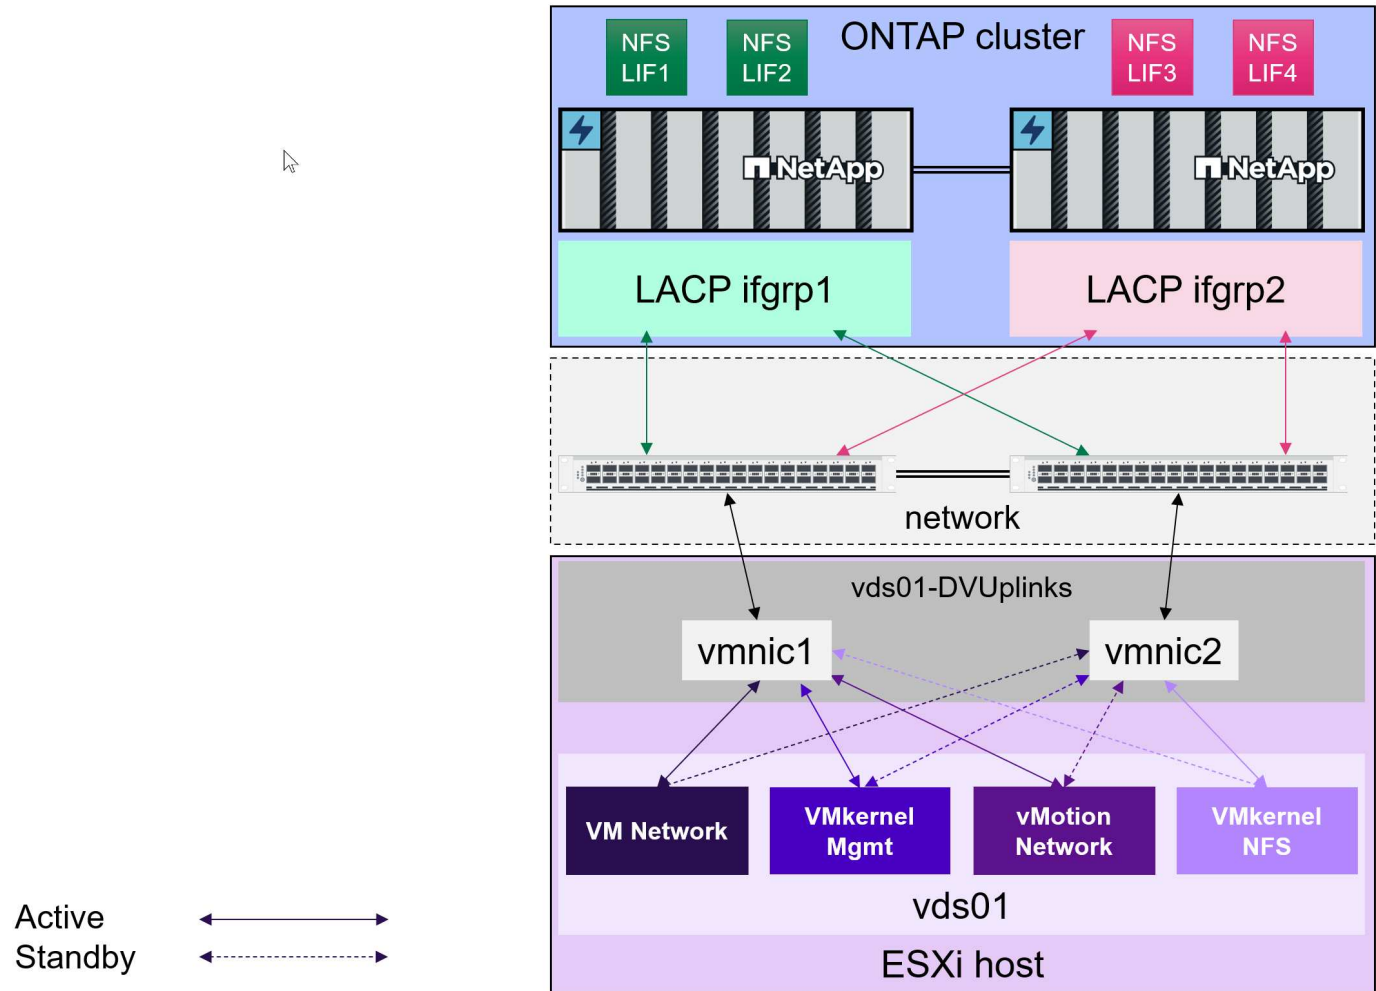 ONTAP cluster
NFS
LIF1
NFS
LIF2
NFS
LIF3
NFS
LIF4
NetApp
NetApp
LACP ifgrp1
LACP ifgrp2
network
vds01-DVUplinks
vmnic1
vmnic2
VM Network
VMkernel
Mgmt
vMotion
Network
VMkernel
NFS
vds01
ESXi host
Active
Standby